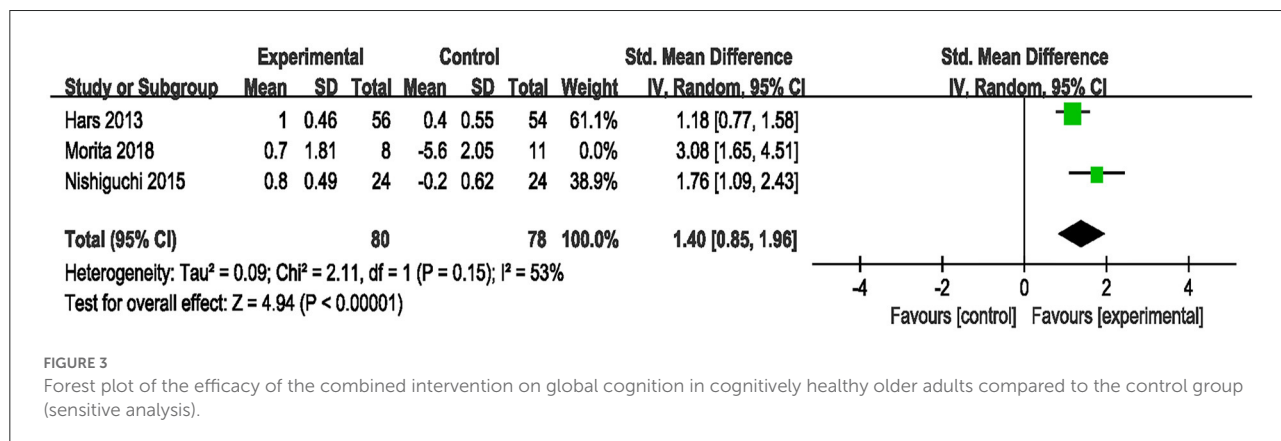 Experimental Control Std. Mean Difference Std. Mean Difference
Study or Subgroup Mean SD Total Mean SD Total Weight IV, Random, 95% CI IV, Random, 95% CI
Hars 2013 1 0.46 56 0.4 0.55 54 61.1% 1.18 [0.77, 1.58]
Morita 2018 0.7 1.81 8 -5.6 2.05 11 0.0% 3.08 [1.65, 4.51]
Nishiguchi 2015 0.8 0.49 24 -0.2 0.62 24 38.9% 1.76 [1.09, 2.43]
Total (95% CI) 80 78 100.0% 1.40 [0.85, 1.96]
Heterogeneity: Tau² = 0.09; Chi² = 2.11, df = 1 (P = 0.15); I² = 53%
Test for overall effect: Z = 4.94 (P < 0.00001)
-4 -2 0 2 4
Favours [control] Favours [experimental]
FIGURE 3
Forest plot of the efficacy of the combined intervention on global cognition in cognitively healthy older adults compared to the control group
(sensitive analysis).